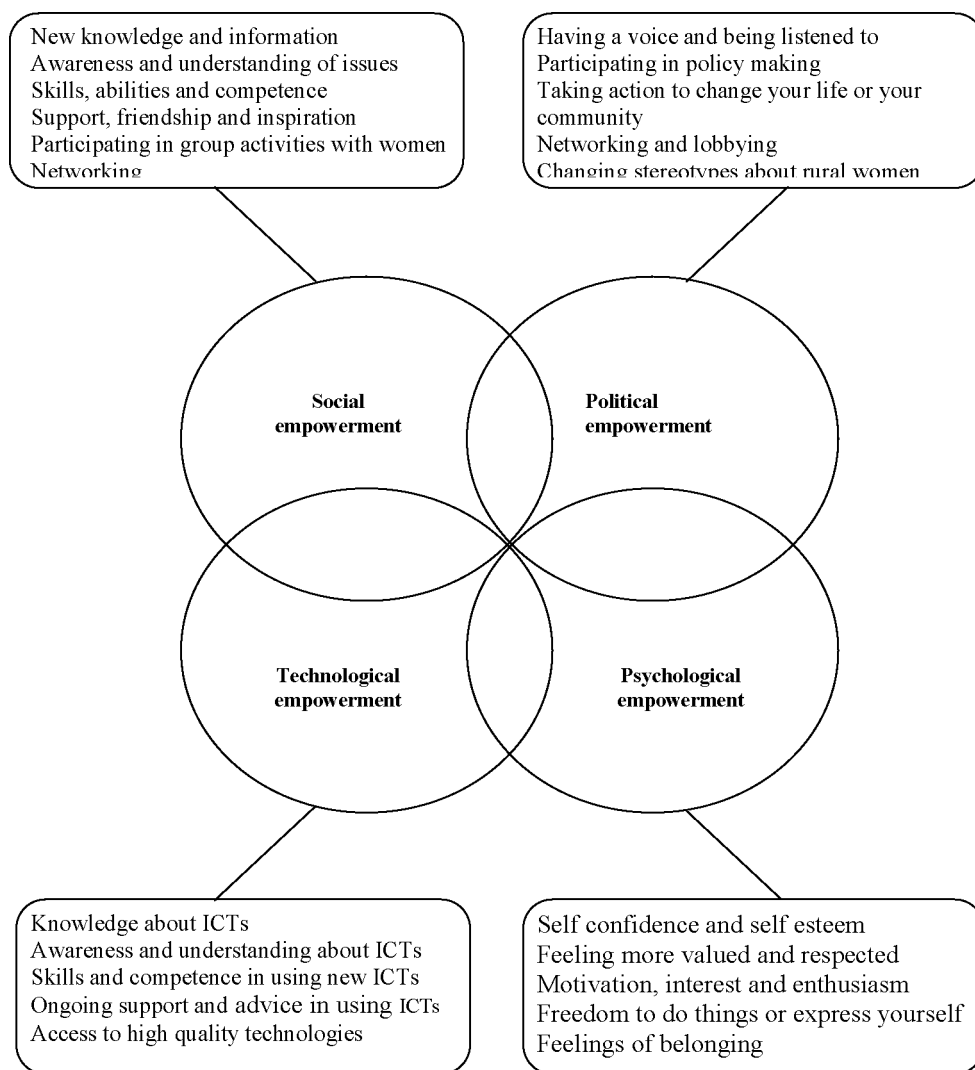 New knowledge and information
Awareness and understanding of issues
Skills, abilities and competence
Support, friendship and inspiration
Participating in group activities with women
Networking
Having a voice and being listened to
Participating in policy making
Taking action to change your life or your
community
Networking and lobbying
Changing stereotypes about rural women
Social
empowerment
Political
empowerment
Technological
empowerment
Psychological
empowerment
Knowledge about ICTs
Awareness and understanding about ICTs
Skills and competence in using new ICTs
Ongoing support and advice in using ICTs
Access to high quality technologies
Self confidence and self esteem
Feeling more valued and respected
Motivation, interest and enthusiasm
Freedom to do things or express yourself
Feelings of belonging